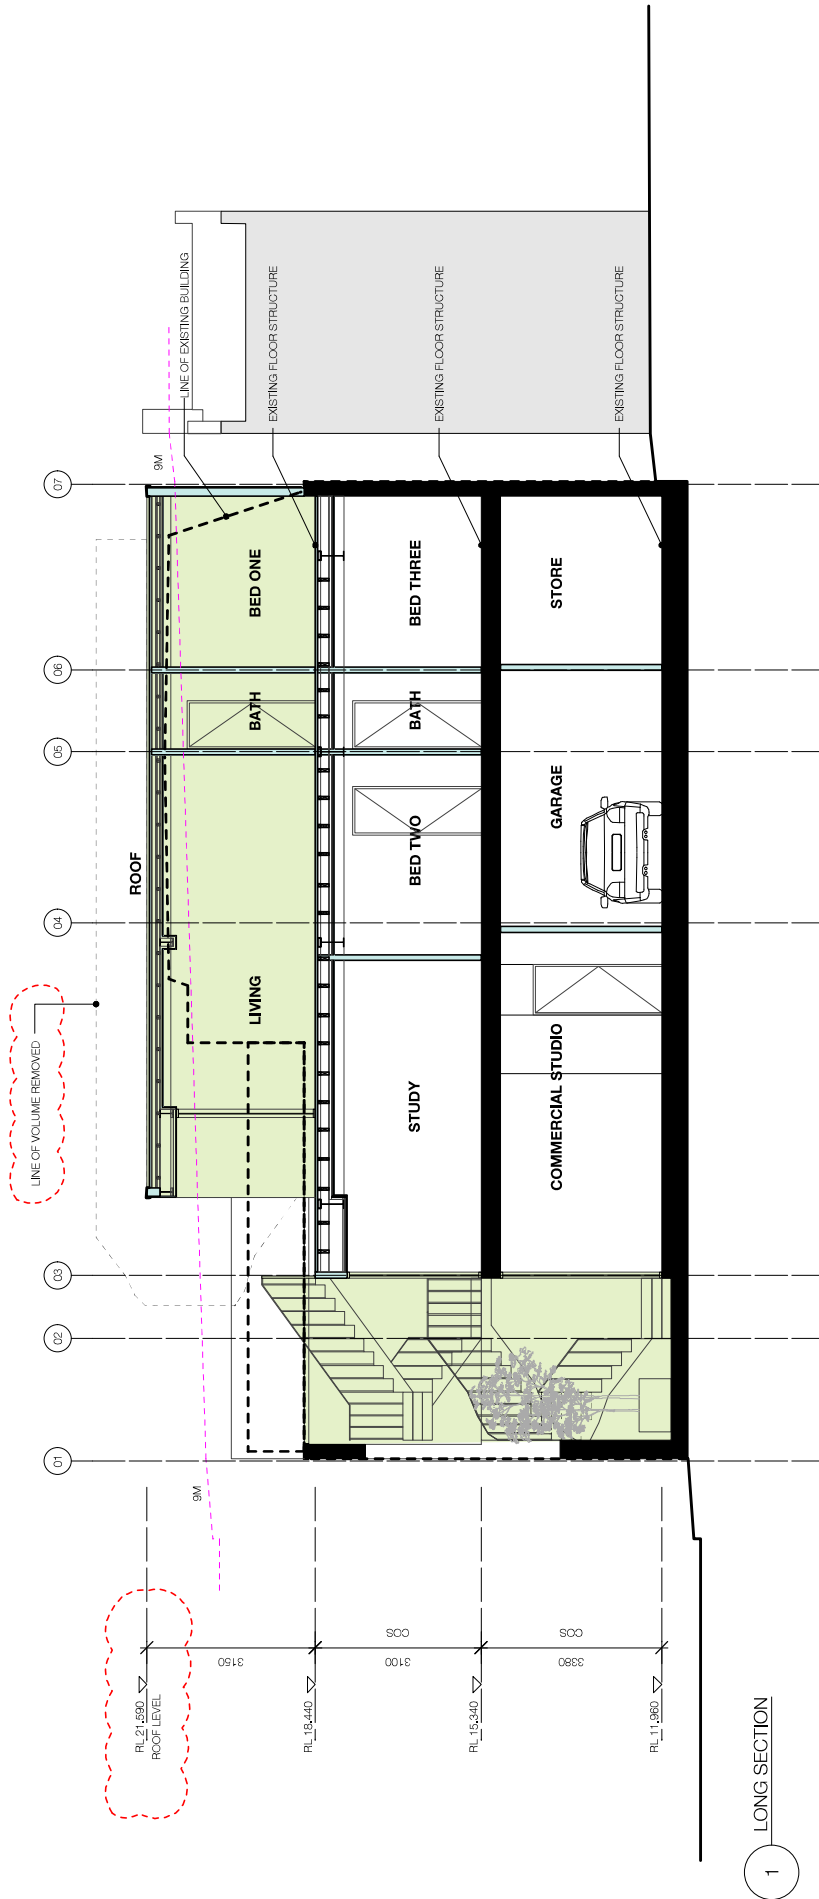 LINE OF VOLUME REMOVED
ROOF
01
02
03
04
05
06
07
9M
9M
LINE OF EXISTING BUILDING
EXISTING FLOOR STRUCTURE
EXISTING FLOOR STRUCTURE
EXISTING FLOOR STRUCTURE
LIVING
BATH
BED ONE
STUDY
BED TWO
BATH
BED THREE
COMMERCIAL STUDIO
GARAGE
STORE
RL 21.590
ROOF LEVEL
3150
RL 18.440
3100
COS
RL 15.340
3380
COS
RL 11.960
1
LONG SECTION